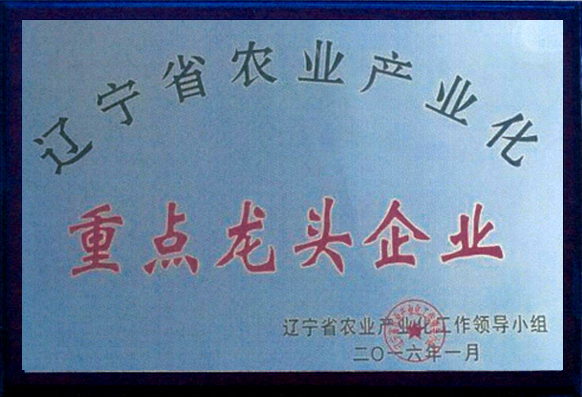 辽宁省农业产业化
重点龙头企业
辽宁省农业产业化工作领导小组
二〇一六年一月